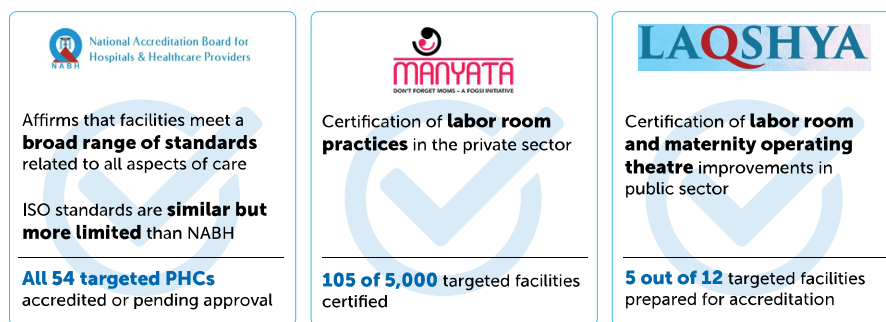 National Accreditation Board for
Hospitals & Healthcare Providers
NABH
Affirms that facilities meet a
broad range of standards
related to all aspects of care
ISO standards are similar but
more limited than NABH
All 54 targeted PHCs
accredited or pending approval
MANYATA
DON'T FORGET MOMS – A FOGSI INITIATIVE
Certification of labor room
practices in the private sector
105 of 5,000 targeted facilities
certified
LAQSHYA
Certification of labor room
and maternity operating
theatre improvements in
public sector
5 out of 12 targeted facilities
prepared for accreditation